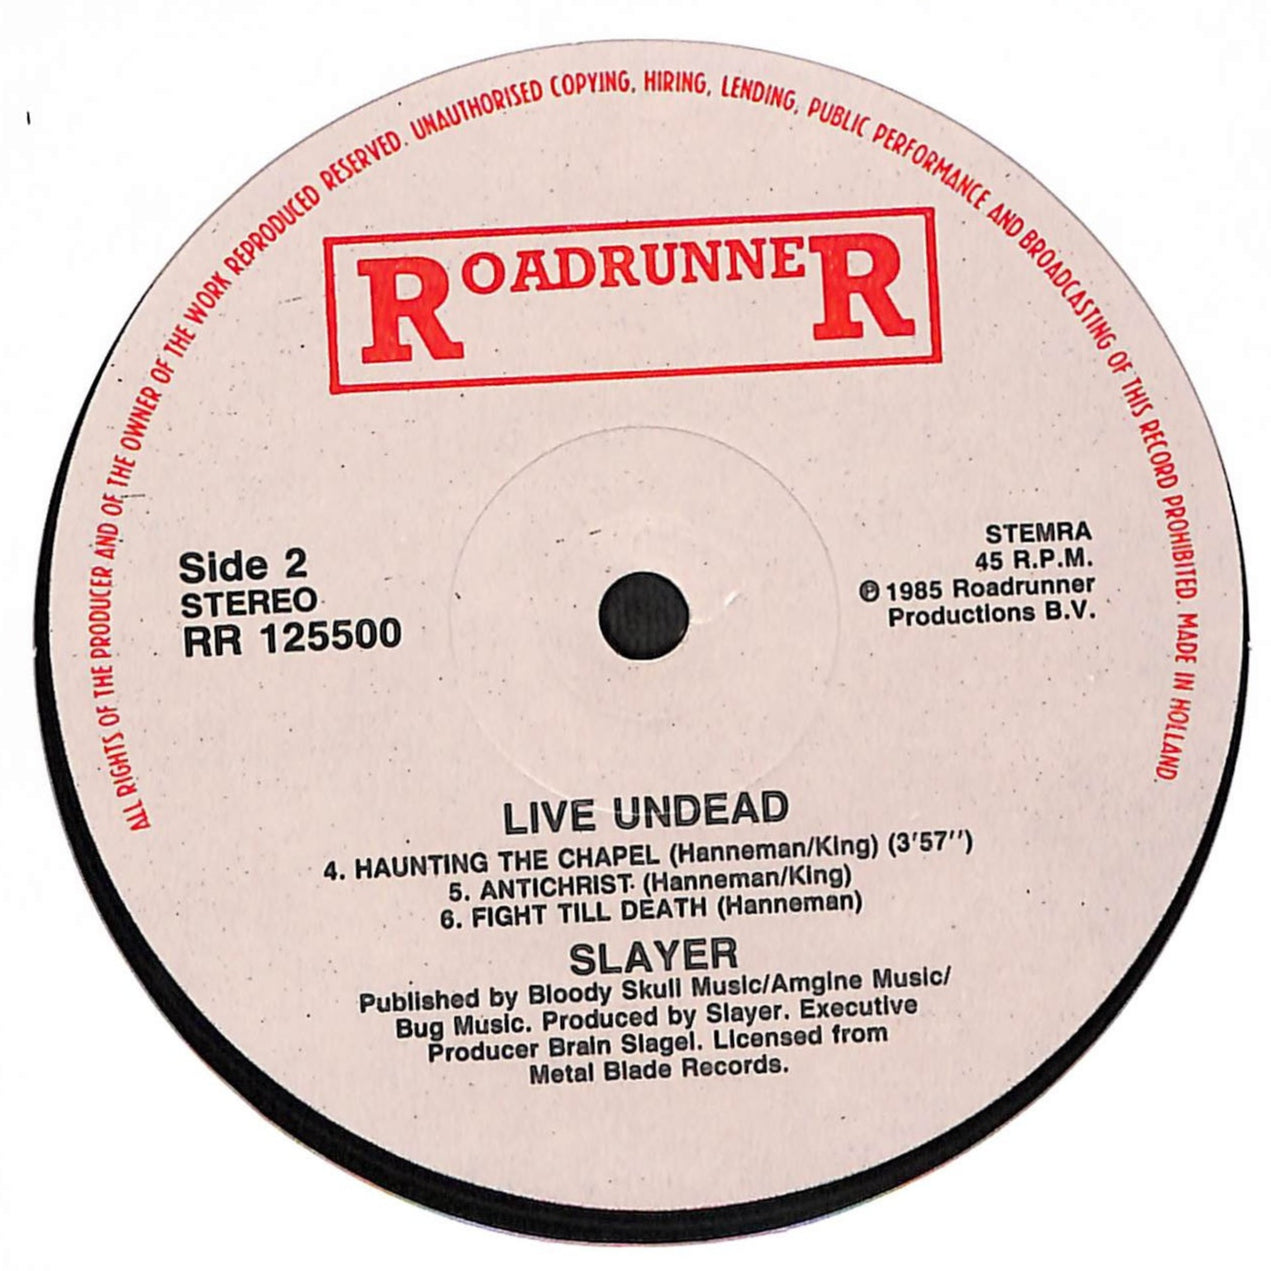 ALL RIGHTS OF THE PRODUCER AND OF THE OWNER OF THE WORK REPRODUCED RESERVED. UNAUTHORISED COPYING, HIRING, LENDING, PUBLIC PERFORMANCE AND BROADCASTING OF THIS RECORD PROHIBITED. MADE IN HOLLAND
ROADRUNNER
Side 2
STEREO
RR 125500
STEMRA
45 R.P.M.
℗ 1985 Roadrunner
Productions B.V.
LIVE UNDEAD
4. HAUNTING THE CHAPEL (Hanneman/King) (3'57'')
5. ANTICHRIST. (Hanneman/King)
6. FIGHT TILL DEATH (Hanneman)
SLAYER
Published by Bloody Skull Music/Amgine Music/
Bug Music. Produced by Slayer. Executive
Producer Brain Slagel. Licensed from
Metal Blade Records.